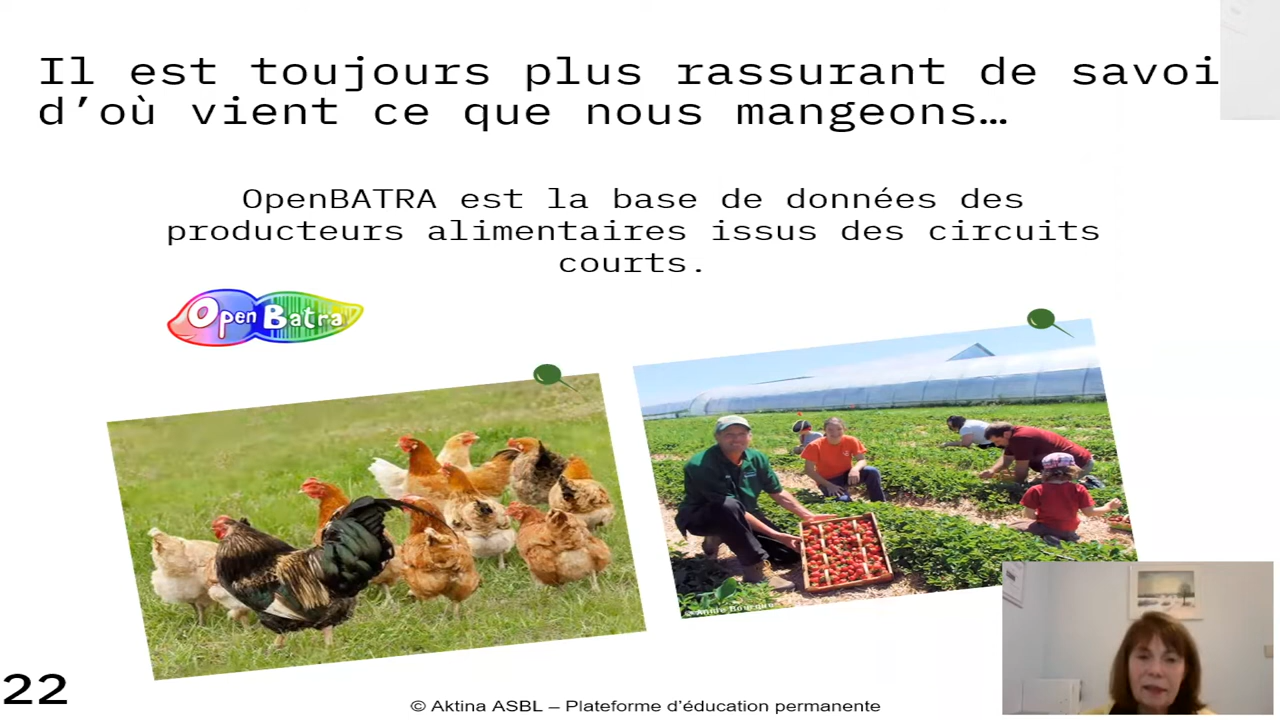 Il est toujours plus rassurant de savoi
d’où vient ce que nous mangeons…
OpenBATRA est la base de données des
producteurs alimentaires issus des circuits
courts.
Open Batra
22
© Aktina ASBL – Plateforme d’éducation permanente